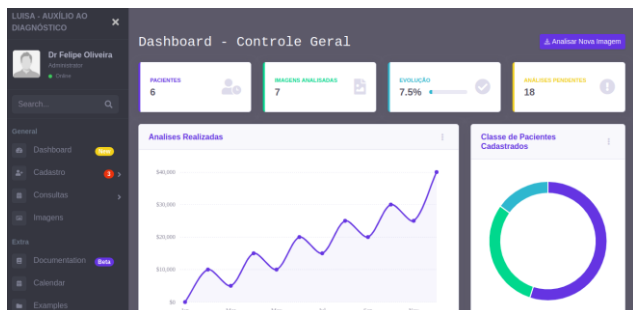 LUISA - AUXÍLIO AO
DIAGNÓSTICO
×
Dr Felipe Oliveira
Administrator
Online
Search...
General
Dashboard New
Cadastro 3
Consultas
Imagens
Extra
Documentation Beta
Calendar
Examples
Dashboard - Controle Geral
Analisar Nova Imagem
PACIENTES
6
IMAGENS ANALISADAS
7
EVOLUÇÃO
7.5%
ANÁLISES PENDENTES
18
Analises Realizadas
$40,000
$30,000
$20,000
$10,000
$0
Classe de Pacientes
Cadastrados